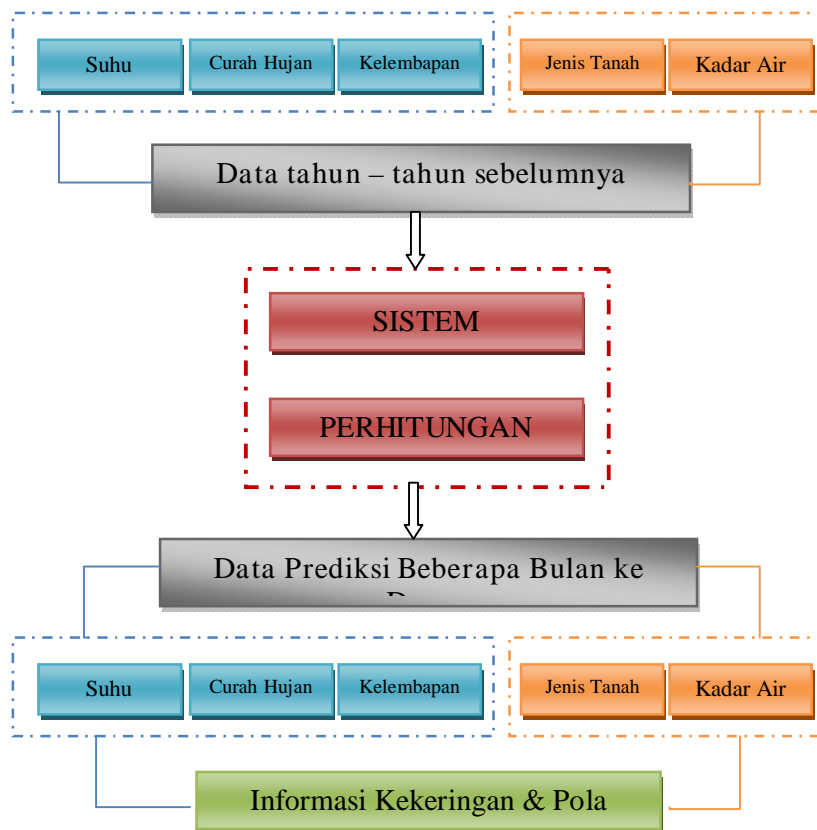 Suhu
Curah Hujan
Kelembapan
Jenis Tanah
Kadar Air
Data tahun – tahun sebelumnya
SISTEM
PERHITUNGAN
Data Prediksi Beberapa Bulan ke
Suhu
Curah Hujan
Kelembapan
Jenis Tanah
Kadar Air
Informasi Kekeringan & Pola